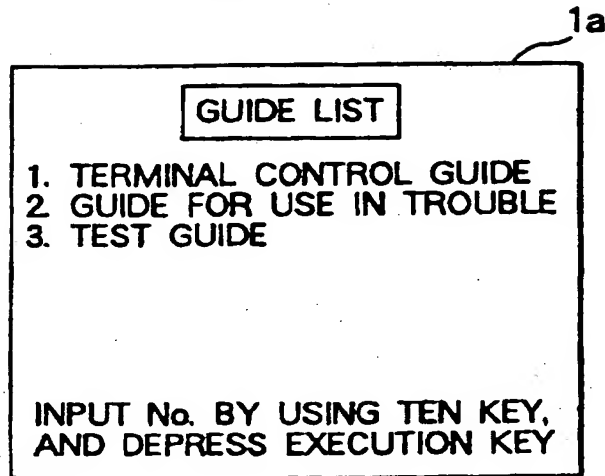 1a
GUIDE LIST
1. TERMINAL CONTROL GUIDE
2. GUIDE FOR USE IN TROUBLE
3. TEST GUIDE
INPUT No. BY USING TEN KEY,
AND DEPRESS EXECUTION KEY